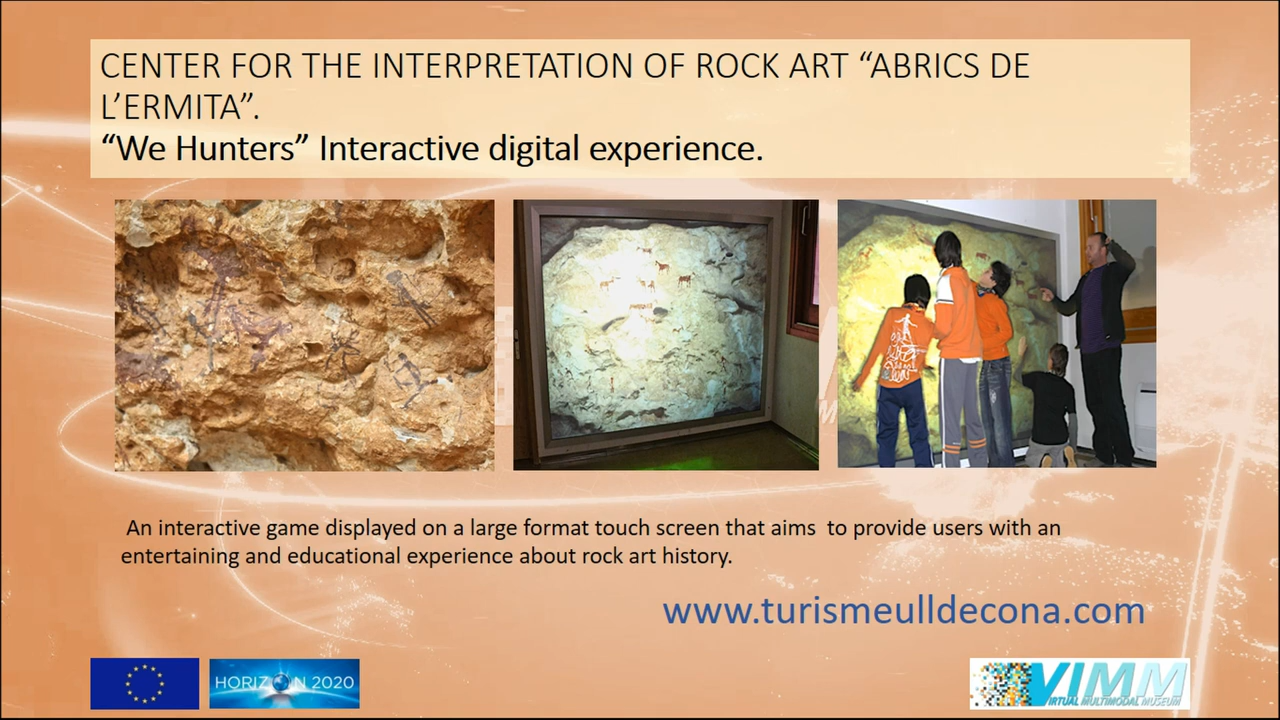 CENTER FOR THE INTERPRETATION OF ROCK ART “ABRICS DE
L’ERMITA”.
“We Hunters” Interactive digital experience.
An interactive game displayed on a large format touch screen that aims  to provide users with an
entertaining and educational experience about rock art history.
www.turismeulldecona.com
HORIZON 2020
VIMM
VIRTUAL MULTIMODAL MUSEUM